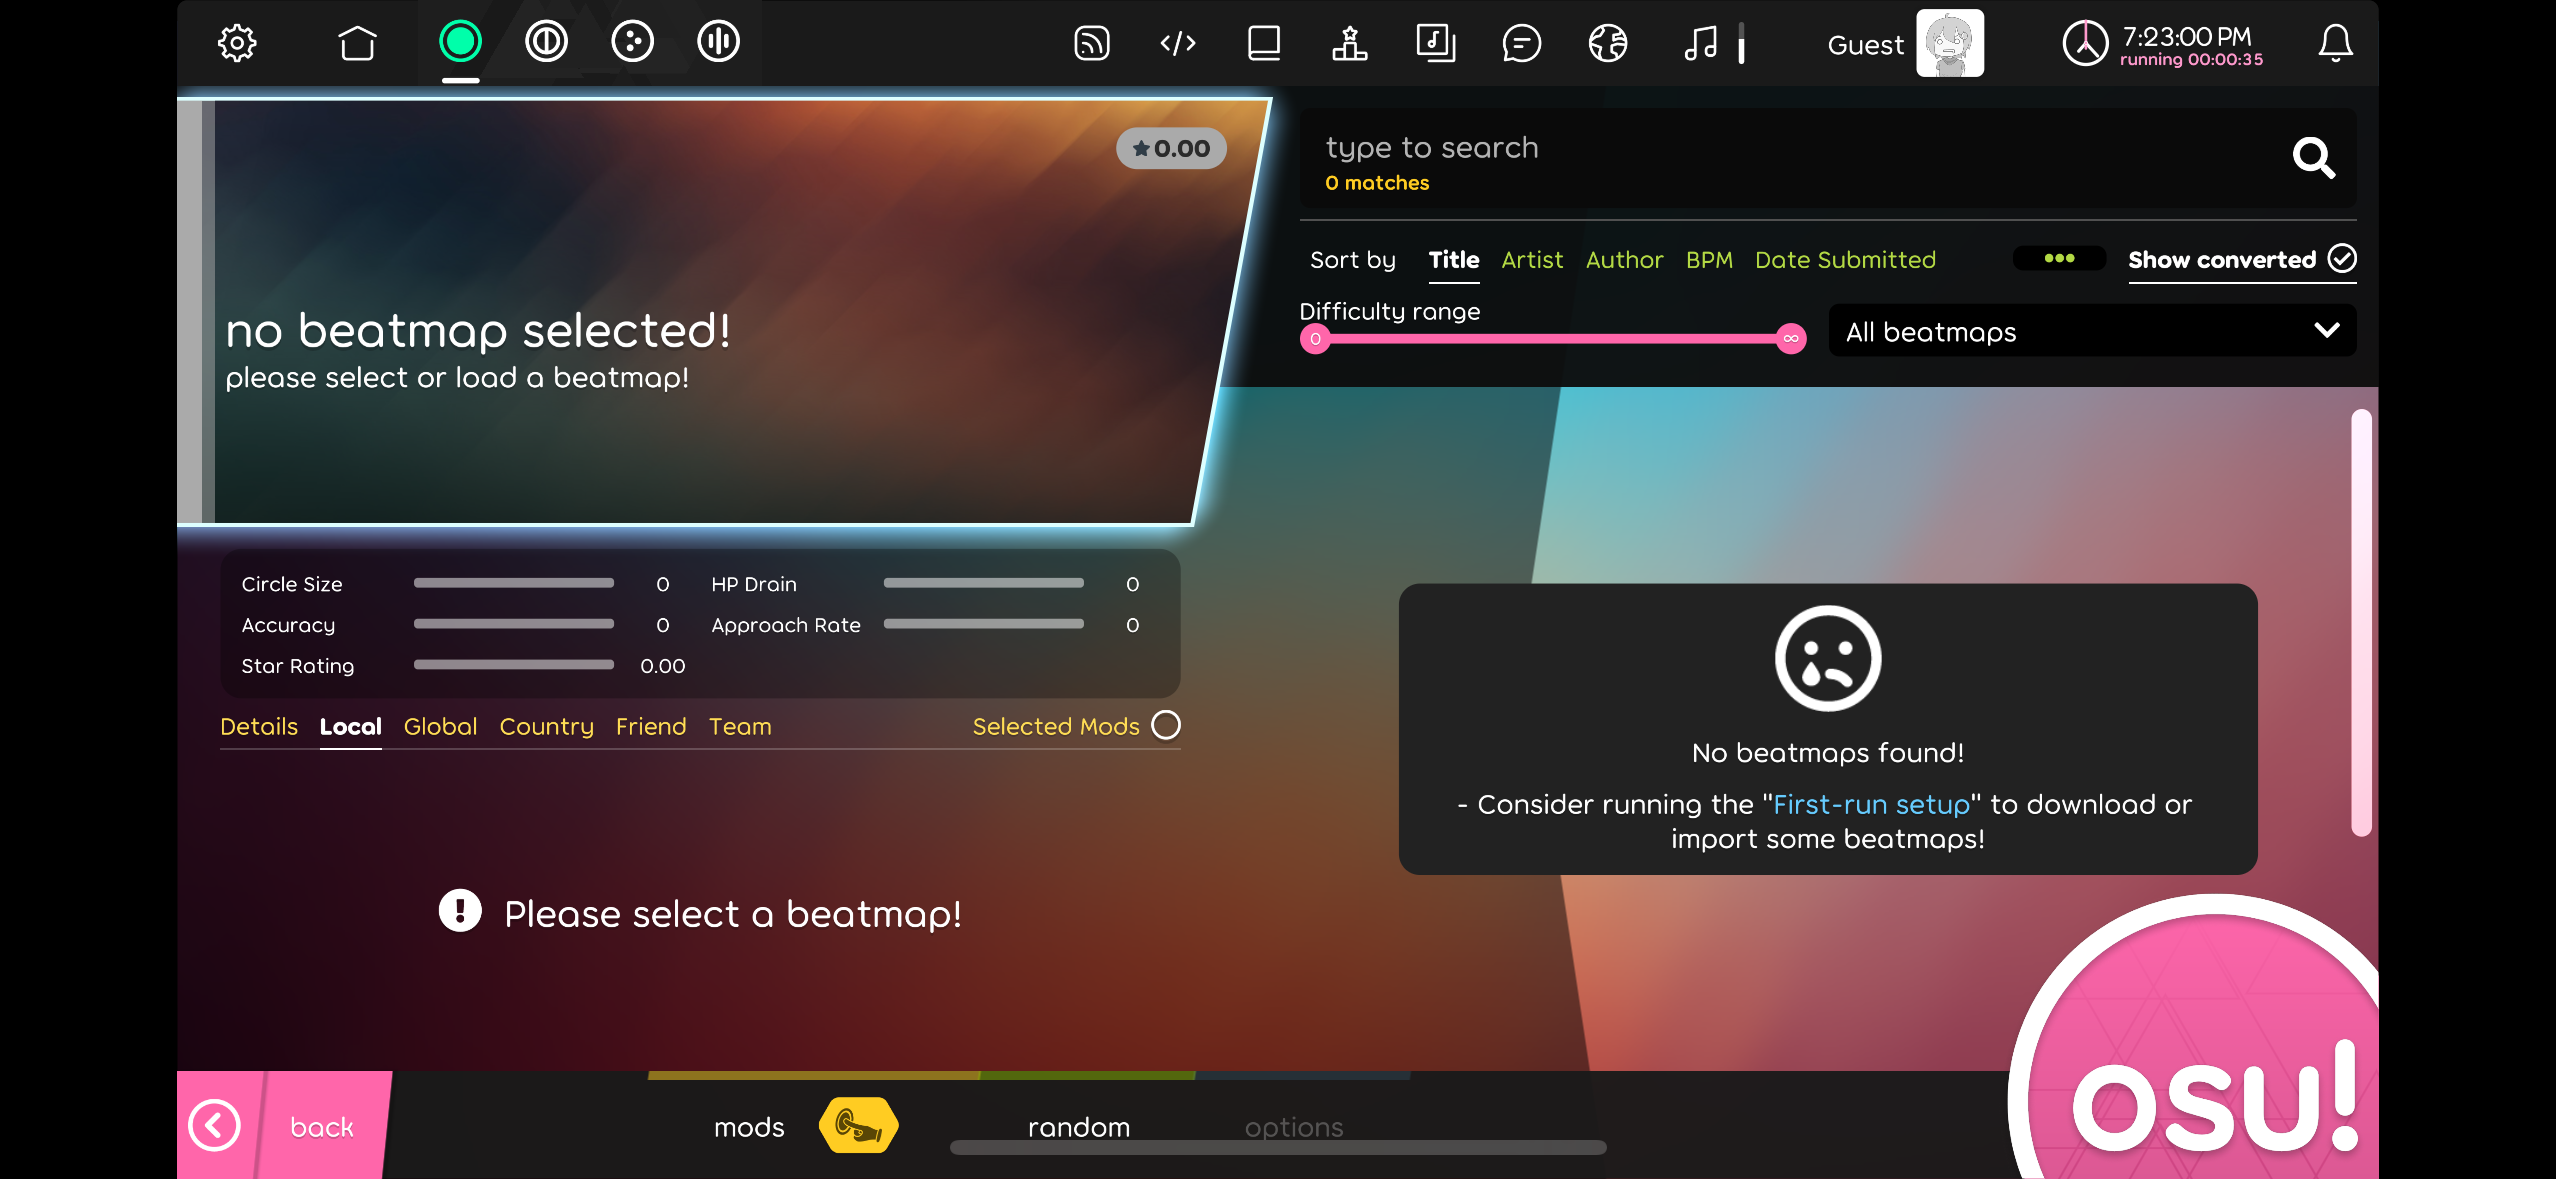 Guest
7:23:00 PM
running 00:00:35
0.00
no beatmap selected!
please select or load a beatmap!
type to search
0 matches
Sort by Title Artist Author BPM Date Submitted ••• Show converted
Difficulty range
0 ∞
All beatmaps
Circle Size 0 HP Drain 0
Accuracy 0 Approach Rate 0
Star Rating 0.00
Details Local Global Country Friend Team Selected Mods
Please select a beatmap!
No beatmaps found!
- Consider running the "First-run setup" to download or
import some beatmaps!
back
mods
random
options
osu!